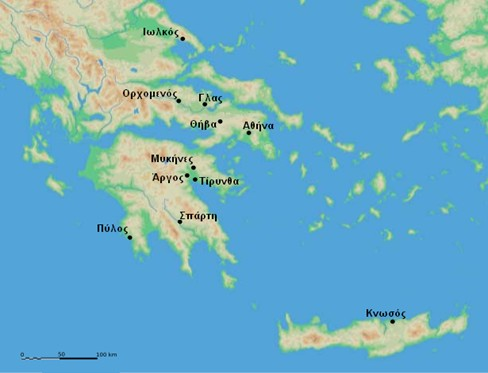 Ιωλκός
Ορχομενός
Γλας
Θήβα
Αθήνα
Μυκήνες
Άργος
Τίρυνθα
Σπάρτη
Πύλος
Κνωσός
0 50 100 km